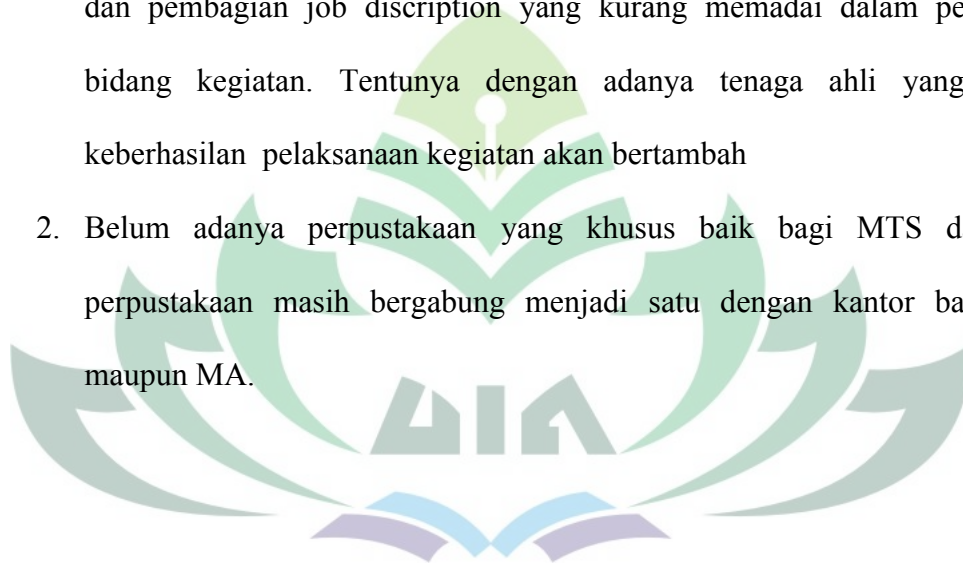 dan pembagian job discription yang kurang memadai dalam pe
bidang kegiatan. Tentunya dengan adanya tenaga ahli yang
keberhasilan pelaksanaan kegiatan akan bertambah
2. Belum adanya perpustakaan yang khusus baik bagi MTS d
perpustakaan masih bergabung menjadi satu dengan kantor ba
maupun MA.
UIN